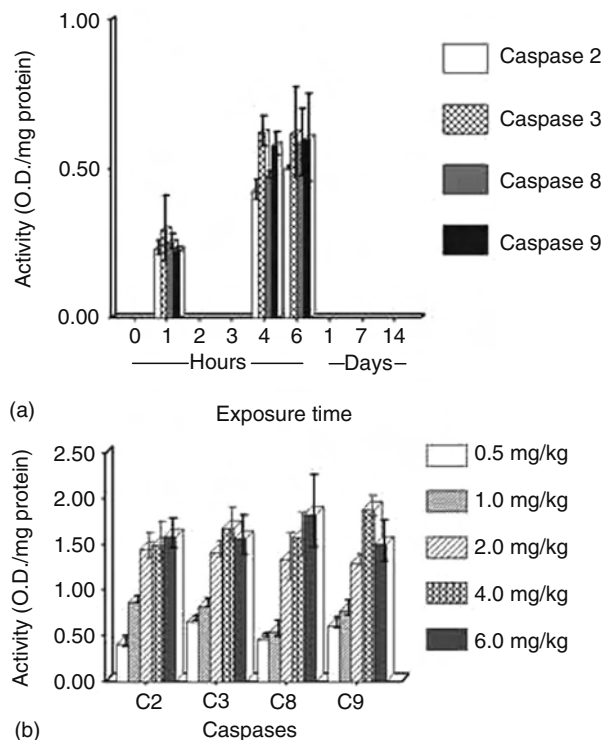 1.00
0.50
0.00
Activity (O.D./mg protein)
Caspase 2
Caspase 3
Caspase 8
Caspase 9
0 1 2 3 4 6 1 7 14
Hours Days
(a) Exposure time
2.50
2.00
1.50
1.00
0.50
0.00
Activity (O.D./mg protein)
0.5 mg/kg
1.0 mg/kg
2.0 mg/kg
4.0 mg/kg
6.0 mg/kg
C2 C3 C8 C9
(b) Caspases